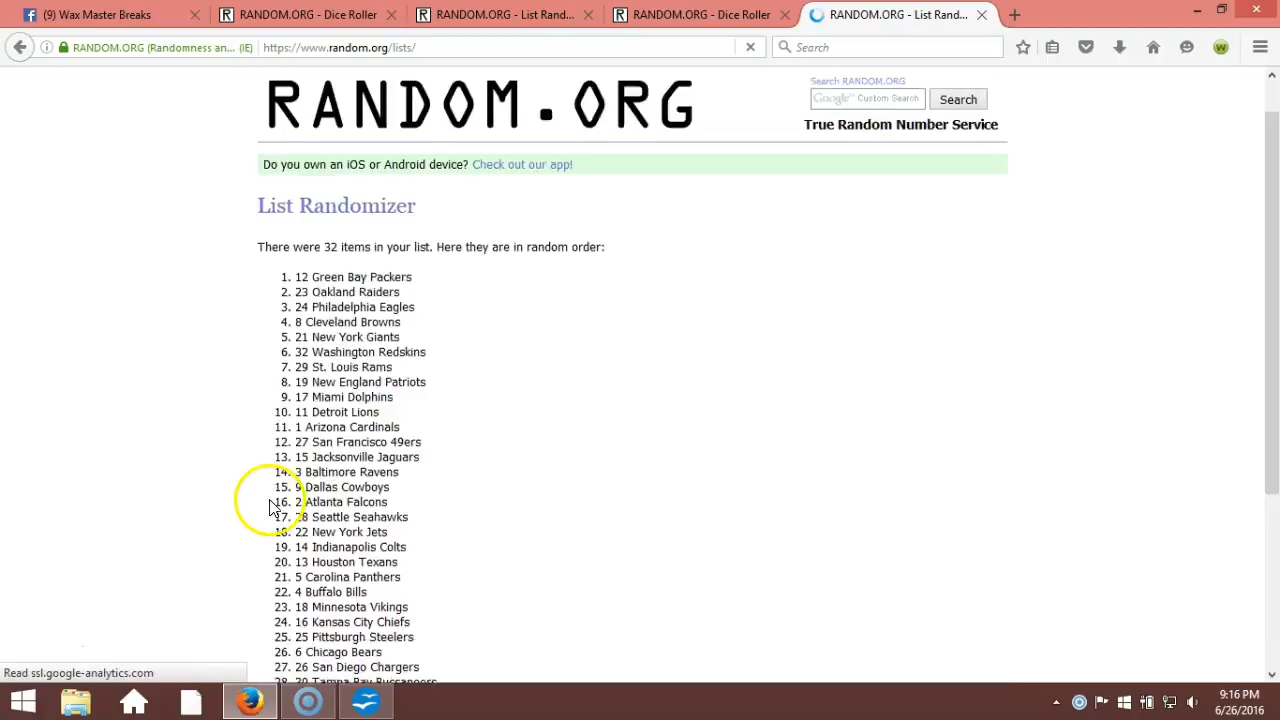 (9) Wax Master Breaks
RANDOM.ORG - Dice Roller
RANDOM.ORG - List Rand...
RANDOM.ORG - Dice Roller
RANDOM.ORG - List Rand...
RANDOM.ORG (Randomness an... (IE)
https://www.random.org/lists/
Search
RANDOM.ORG
Search RANDOM.ORG
Google™ Custom Search
Search
True Random Number Service
Do you own an iOS or Android device? Check out our app!
List Randomizer
There were 32 items in your list. Here they are in random order:
1. 12 Green Bay Packers
2. 23 Oakland Raiders
3. 24 Philadelphia Eagles
4. 8 Cleveland Browns
5. 21 New York Giants
6. 32 Washington Redskins
7. 29 St. Louis Rams
8. 19 New England Patriots
9. 17 Miami Dolphins
10. 11 Detroit Lions
11. 1 Arizona Cardinals
12. 27 San Francisco 49ers
13. 15 Jacksonville Jaguars
14. 3 Baltimore Ravens
15. 9 Dallas Cowboys
16. 2 Atlanta Falcons
17. 28 Seattle Seahawks
18. 22 New York Jets
19. 14 Indianapolis Colts
20. 13 Houston Texans
21. 5 Carolina Panthers
22. 4 Buffalo Bills
23. 18 Minnesota Vikings
24. 16 Kansas City Chiefs
25. 25 Pittsburgh Steelers
26. 6 Chicago Bears
27. 26 San Diego Chargers
28. 30 Tampa Bay Buccaneers
Read ssl.google-analytics.com
9:16 PM
6/26/2016